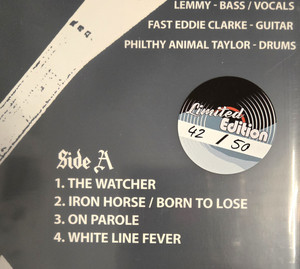 LEMMY - BASS / VOCALS
FAST EDDIE CLARKE - GUITAR
PHILTHY ANIMAL TAYLOR - DRUMS
Limited
Edition
42 / 50
Side A
1. THE WATCHER
2. IRON HORSE / BORN TO LOSE
3. ON PAROLE
4. WHITE LINE FEVER